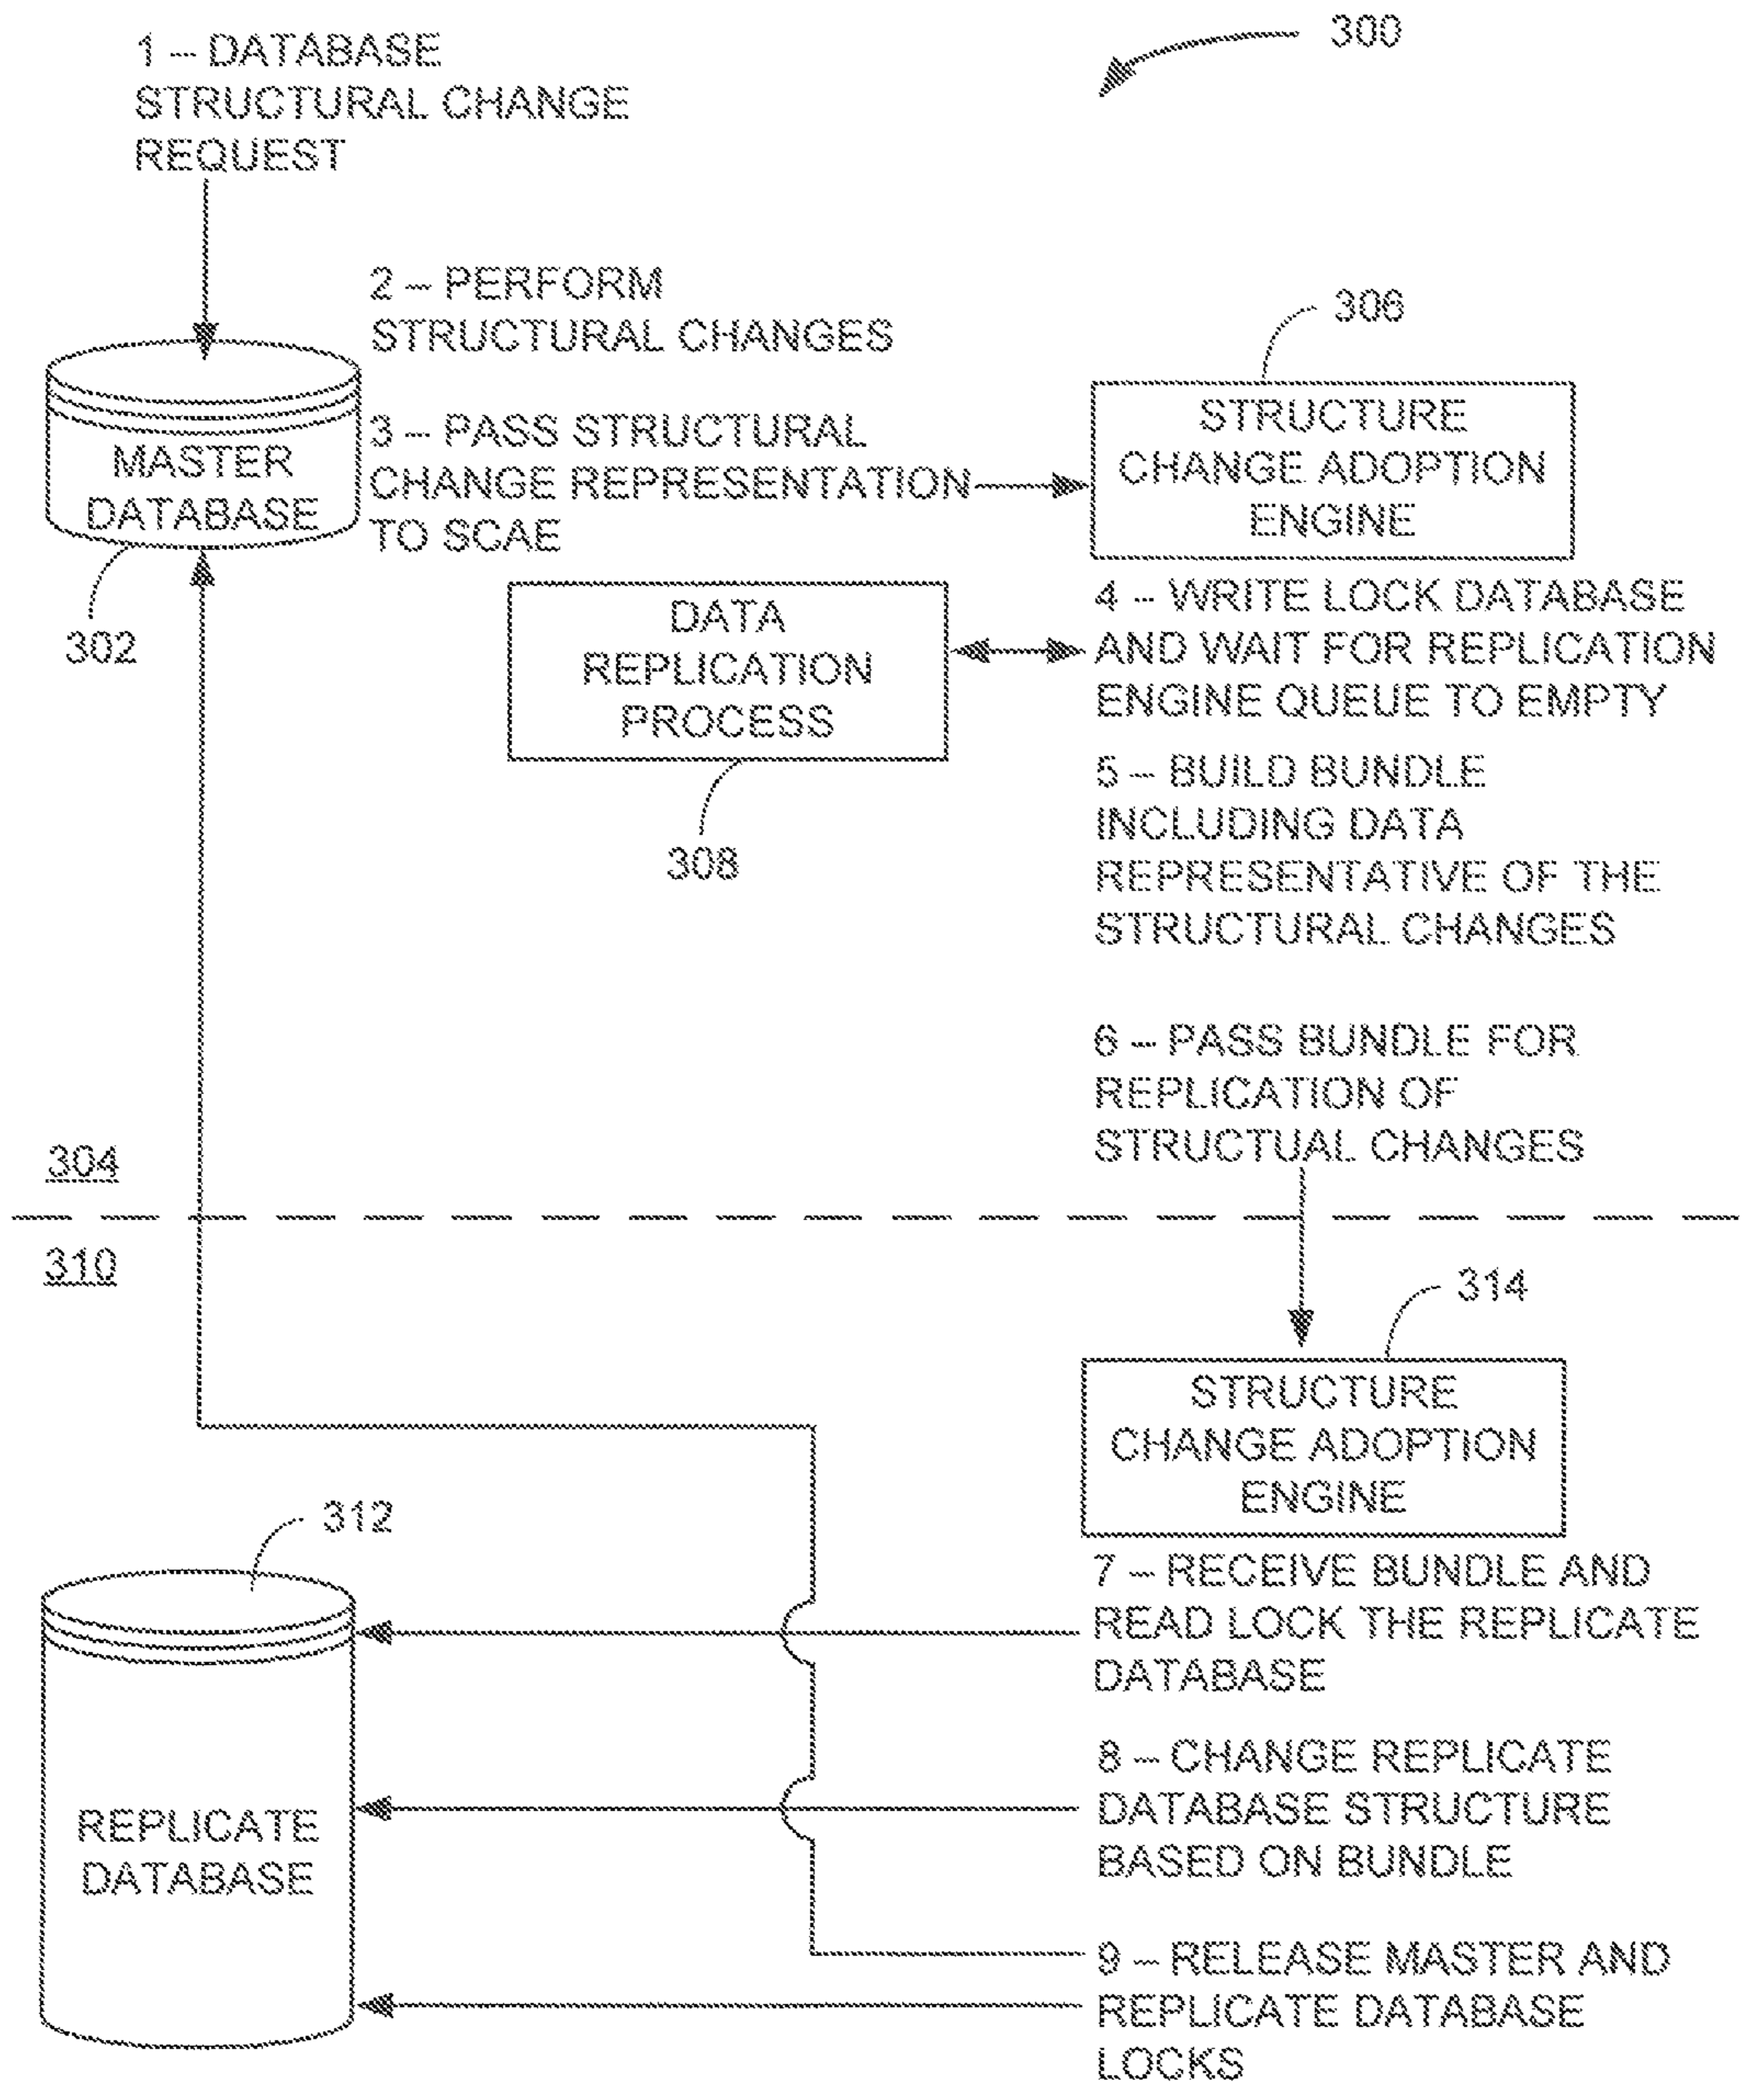 300
1 – DATABASE
STRUCTURAL CHANGE
REQUEST
2 – PERFORM
STRUCTURAL CHANGES
306
MASTER
DATABASE
302
3 – PASS STRUCTURAL
CHANGE REPRESENTATION
TO SCAE
STRUCTURE
CHANGE ADOPTION
ENGINE
DATA
REPLICATION
PROCESS
308
4 – WRITE LOCK DATABASE
AND WAIT FOR REPLICATION
ENGINE QUEUE TO EMPTY
5 – BUILD BUNDLE
INCLUDING DATA
REPRESENTATIVE OF THE
STRUCTURAL CHANGES
6 – PASS BUNDLE FOR
REPLICATION OF
STRUCTUAL CHANGES
304
310
314
STRUCTURE
CHANGE ADOPTION
ENGINE
312
7 – RECEIVE BUNDLE AND
READ LOCK THE REPLICATE
DATABASE
REPLICATE
DATABASE
8 – CHANGE REPLICATE
DATABASE STRUCTURE
BASED ON BUNDLE
9 – RELEASE MASTER AND
REPLICATE DATABASE
LOCKS